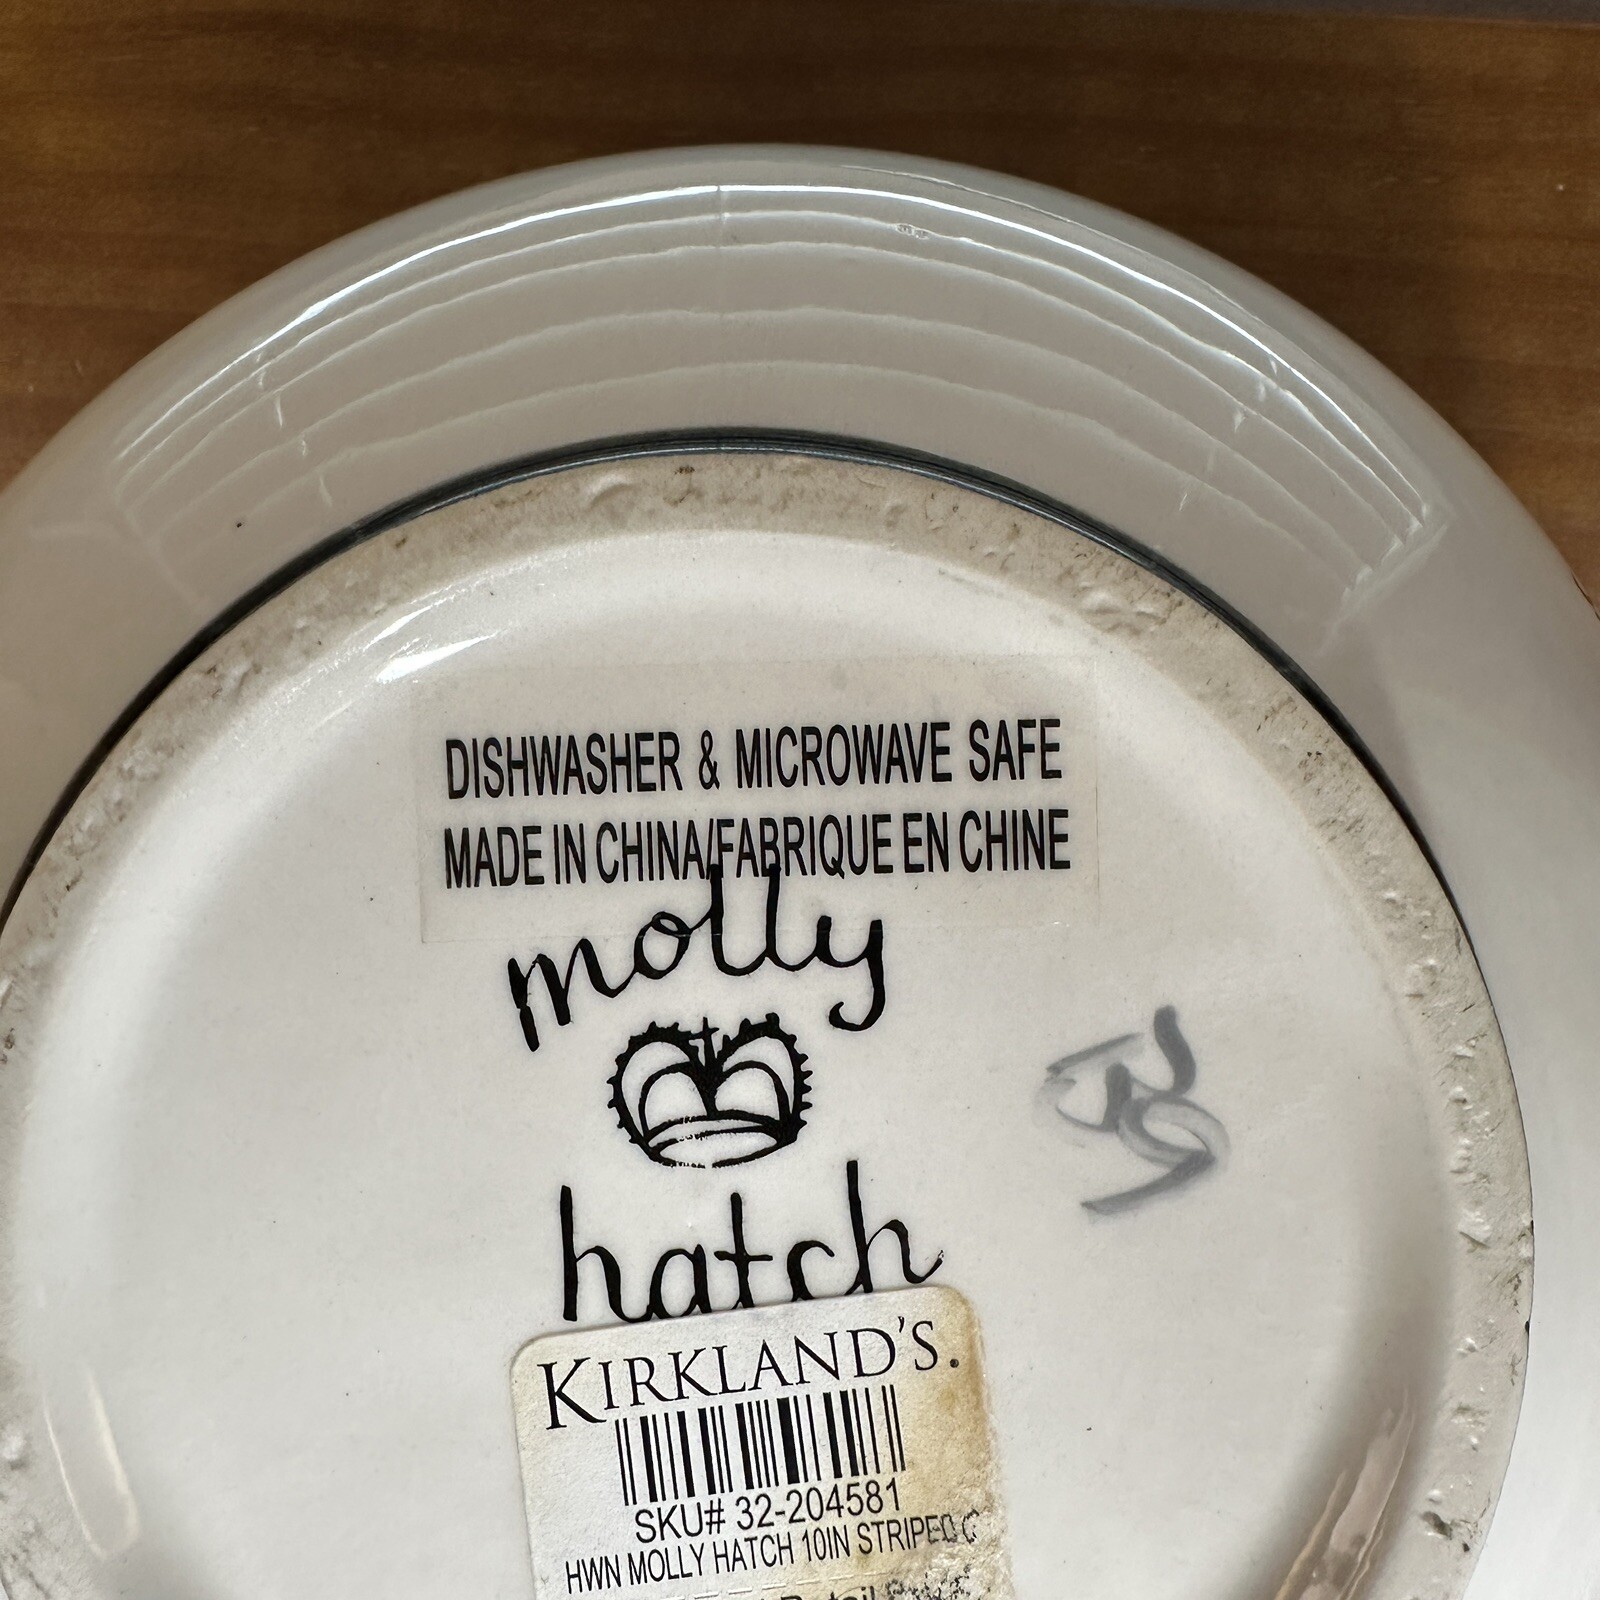 DISHWASHER & MICROWAVE SAFE
MADE IN CHINA/FABRIQUE EN CHINE
molly
hatch
KIRKLAND'S.
SKU# 32-204581
HWN MOLLY HATCH 10IN STRIPED
Retail